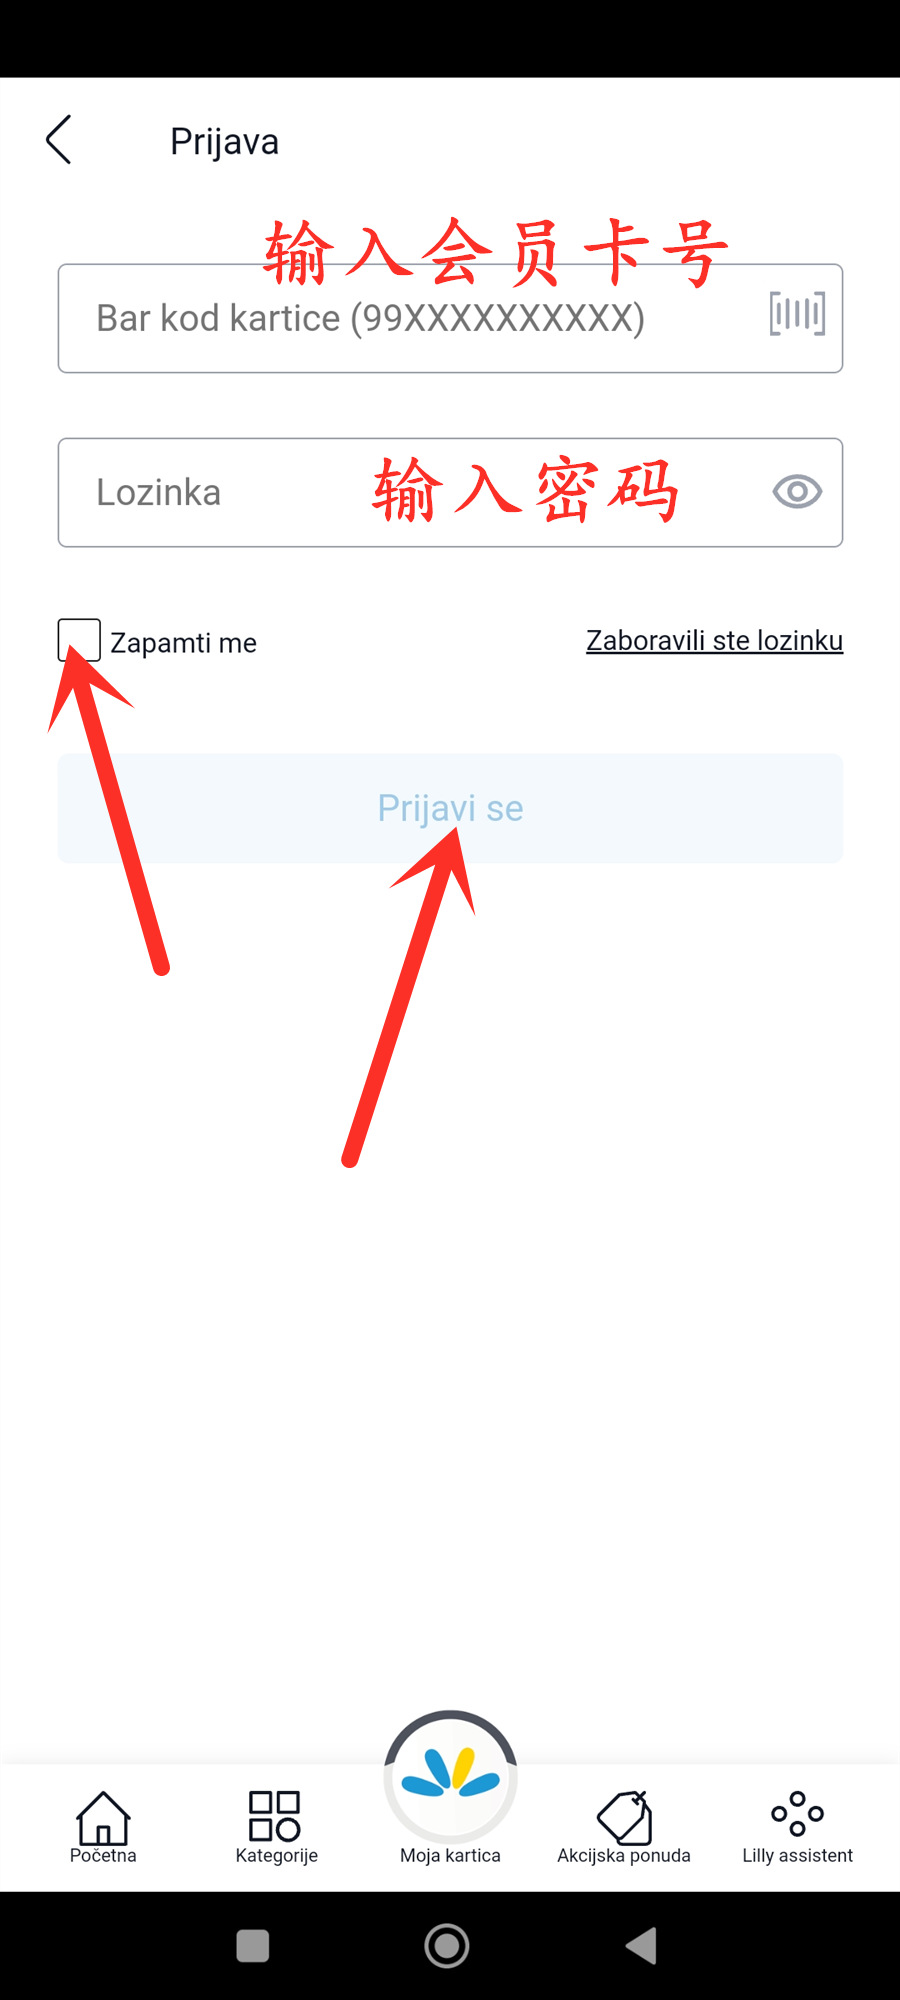 Prijava
输入会员卡号
Bar kod kartice (99XXXXXXXXXX)
Lozinka
输入密码
Zapamti me
Zaboravili ste lozinku
Prijavi se
Početna
Kategorije
Moja kartica
Akcijska ponuda
Lilly assistent